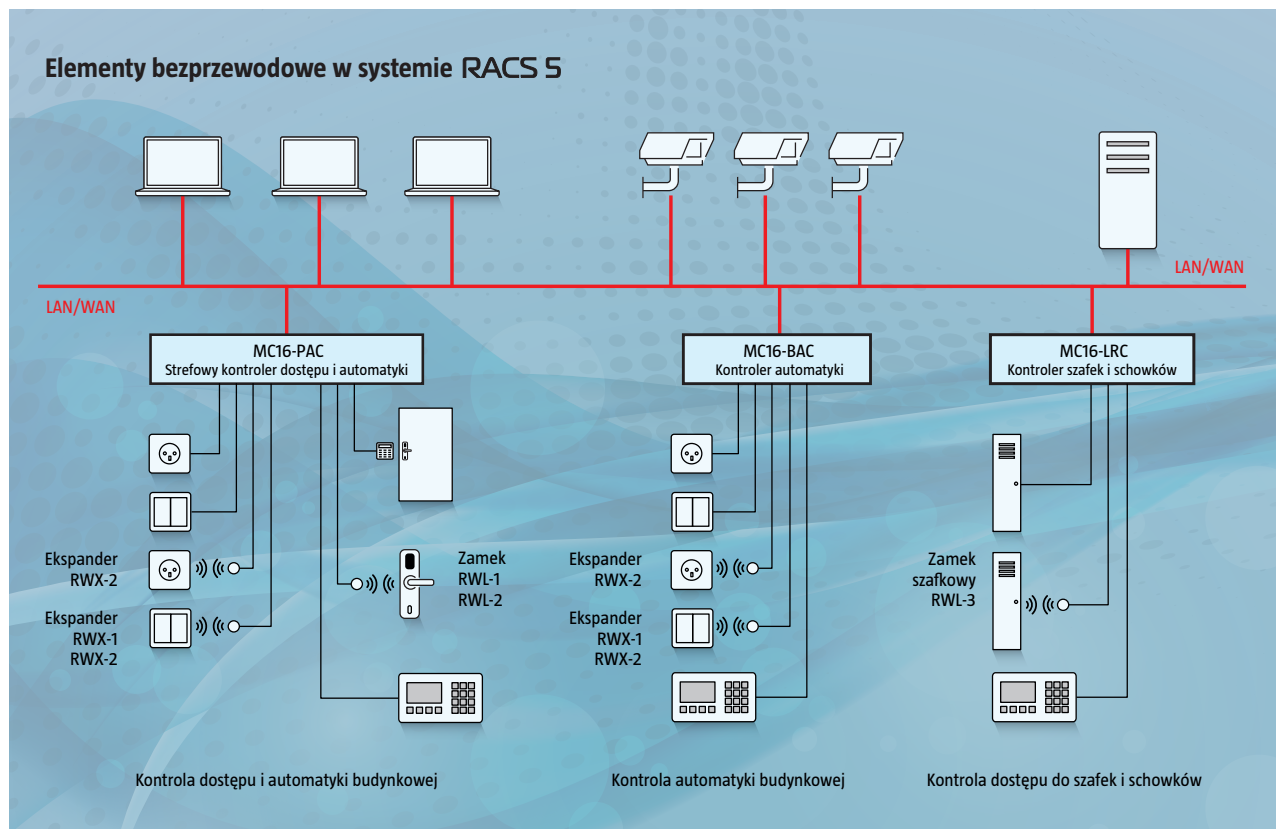 Elementy bezprzewodowe w systemie RACS 5
LAN/WAN
LAN/WAN
MC16-PAC
Strefowy kontroler dostępu i automatyki
MC16-BAC
Kontroler automatyki
MC16-LRC
Kontroler szafek i schowków
Ekspander
RWX-2
Ekspander
RWX-1
RWX-2
Zamek
RWL-1
RWL-2
Ekspander
RWX-2
Ekspander
RWX-1
RWX-2
Zamek
szafkowy
RWL-3
Kontrola dostępu i automatyki budynkowej
Kontrola automatyki budynkowej
Kontrola dostępu do szafek i schowków